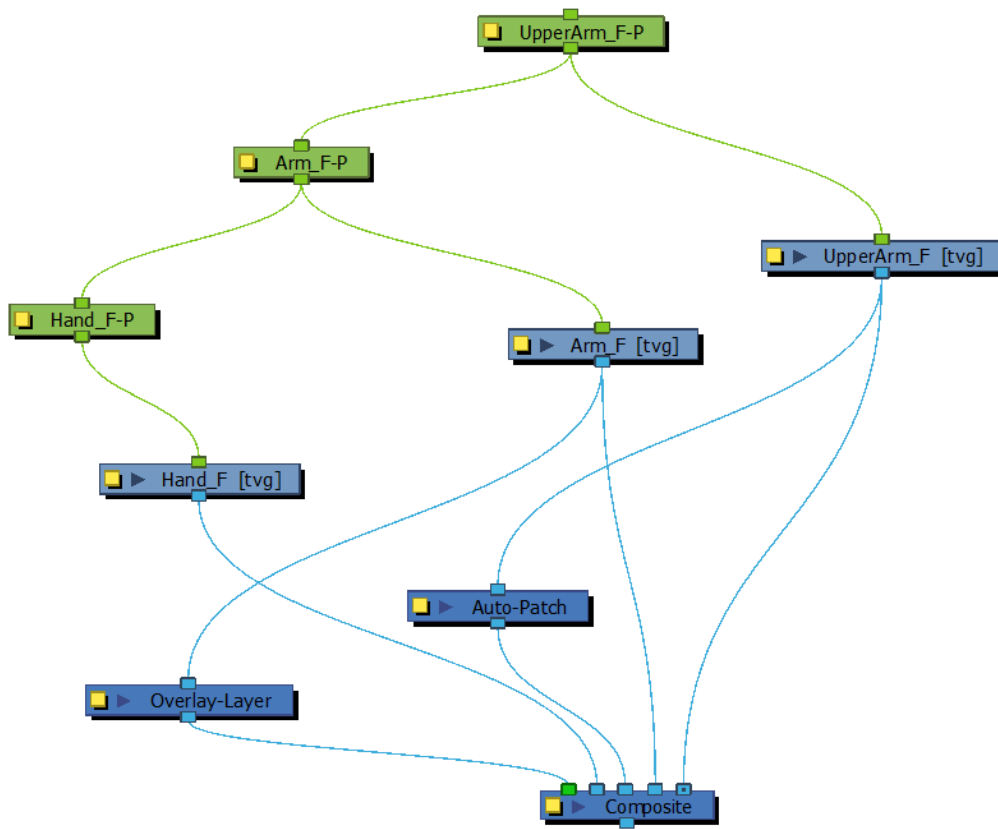 UpperArm_F-P
Arm_F-P
UpperArm_F [tvg]
Hand_F-P
Arm_F [tvg]
Hand_F [tvg]
Auto-Patch
Overlay-Layer
Composite